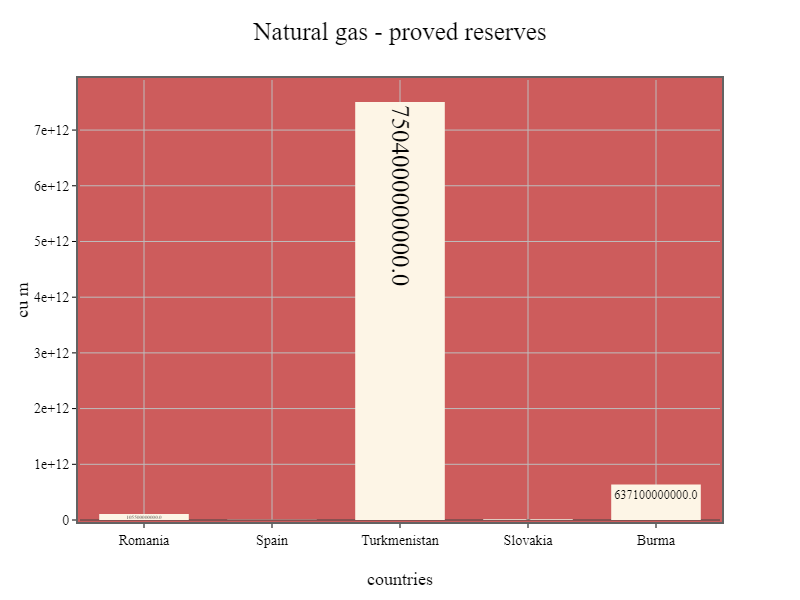 Natural gas - proved reserves
7e+12
6e+12
5e+12
4e+12
3e+12
2e+12
1e+12
0
cu m
7504000000000.0
637100000000.0
Romania
Spain
Turkmenistan
Slovakia
Burma
countries